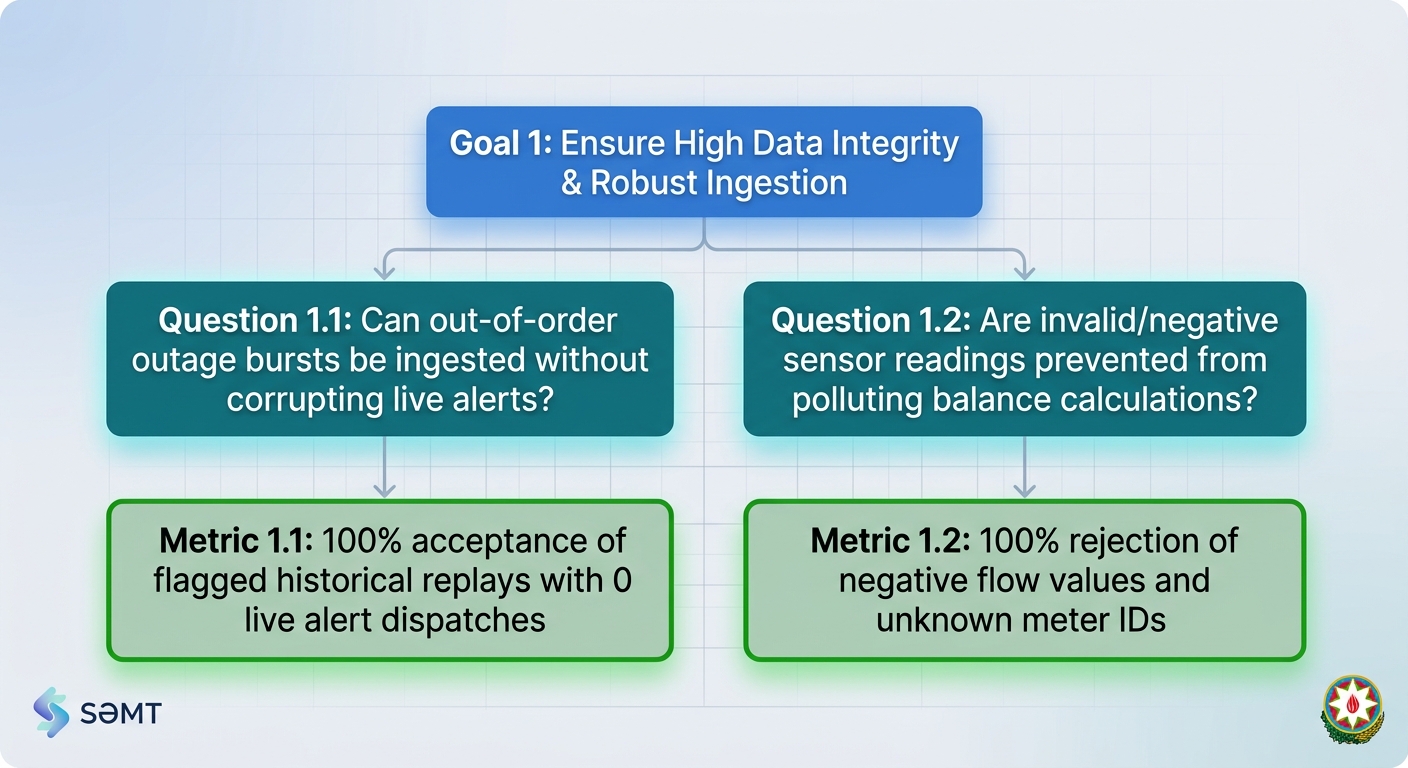 Goal 1: Ensure High Data Integrity
& Robust Ingestion
Question 1.1: Can out-of-order
outage bursts be ingested without
corrupting live alerts?
Question 1.2: Are invalid/negative
sensor readings prevented from
polluting balance calculations?
Metric 1.1: 100% acceptance of
flagged historical replays with 0
live alert dispatches
Metric 1.2: 100% rejection of
negative flow values and
unknown meter IDs
SƏMT